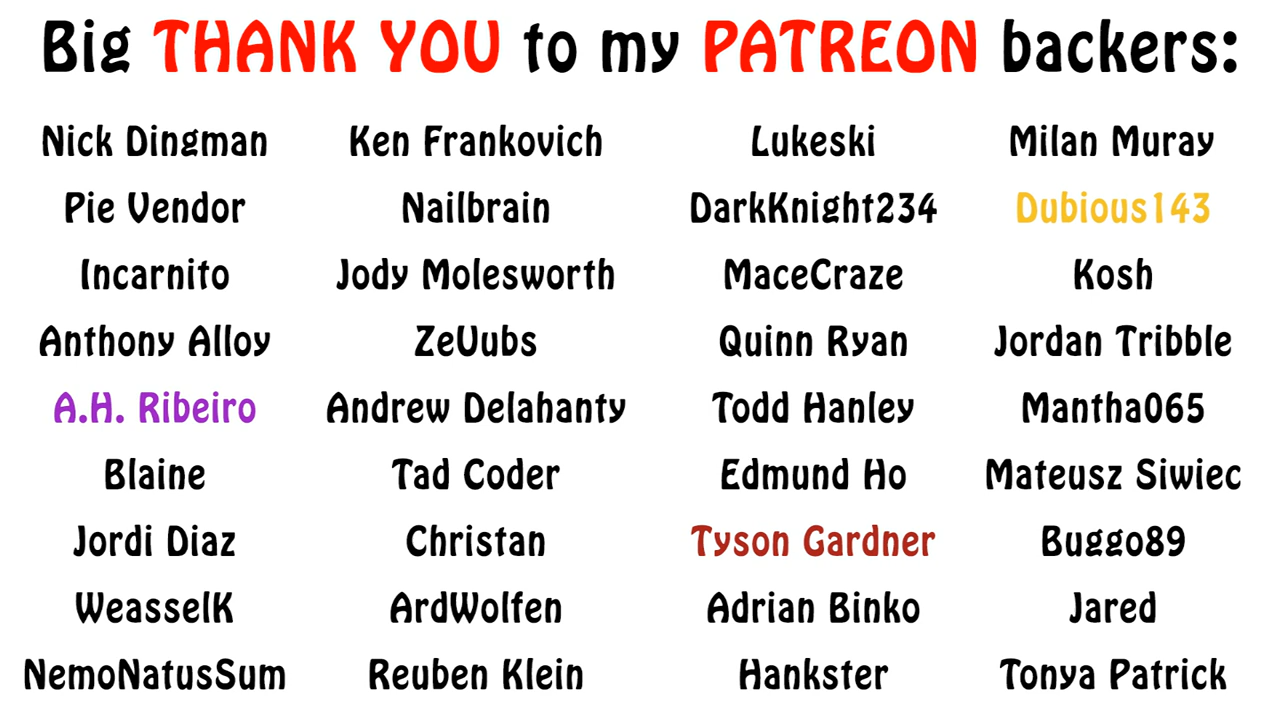 Big THANK YOU to my PATREON backers:
Nick Dingman Ken Frankovich Lukeski Milan Muray
Pie Vendor Nailbrain DarkKnight234 Dubious143
Incarnito Jody Molesworth MaceCraze Kosh
Anthony Alloy ZeVubs Quinn Ryan Jordan Tribble
A.H. Ribeiro Andrew Delahanty Todd Hanley Mantha065
Blaine Tad Coder Edmund Ho Mateusz Siwiec
Jordi Diaz Christan Tyson Gardner Buggo89
WeasselK ArdWolfen Adrian Binko Jared
NemoNatusSum Reuben Klein Hankster Tonya Patrick